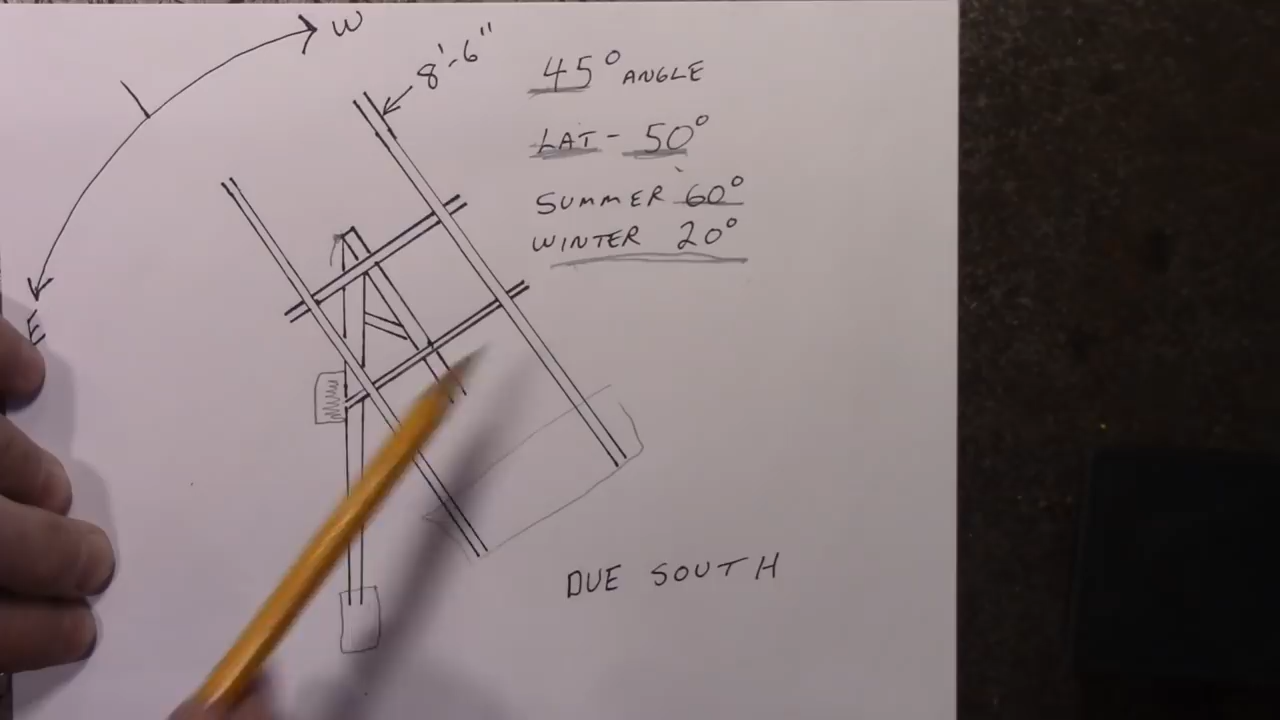 W
8'-6"
45° ANGLE
LAT - 50°
SUMMER 60°
WINTER 20°
E
DUE SOUTH